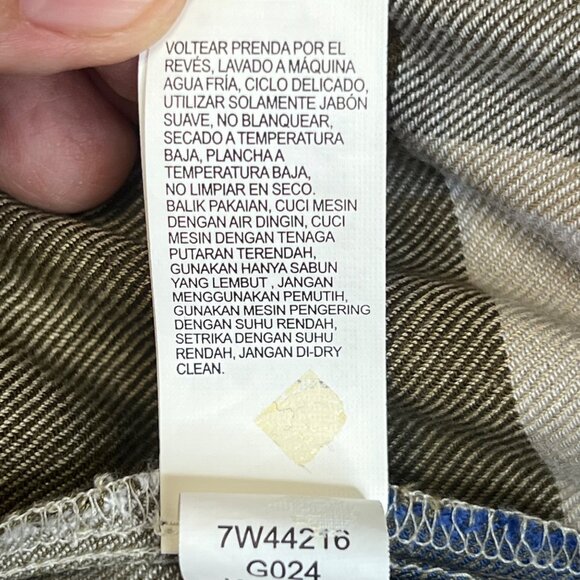 VOLTEAR PRENDA POR EL
REVÉS, LAVADO A MÁQUINA
AGUA FRÍA, CICLO DELICADO,
UTILIZAR SOLAMENTE JABÓN
SUAVE, NO BLANQUEAR,
SECADO A TEMPERATURA
BAJA, PLANCHA A
TEMPERATURA BAJA,
NO LIMPIAR EN SECO.
BALIK PAKAIAN, CUCI MESIN
DENGAN AIR DINGIN, CUCI
MESIN DENGAN TENAGA
PUTARAN TERENDAH,
GUNAKAN HANYA SABUN
YANG LEMBUT , JANGAN
MENGGUNAKAN PEMUTIH,
GUNAKAN MESIN PENGERING
DENGAN SUHU RENDAH,
SETRIKA DENGAN SUHU
RENDAH, JANGAN DI-DRY
CLEAN.
7W44216
G024